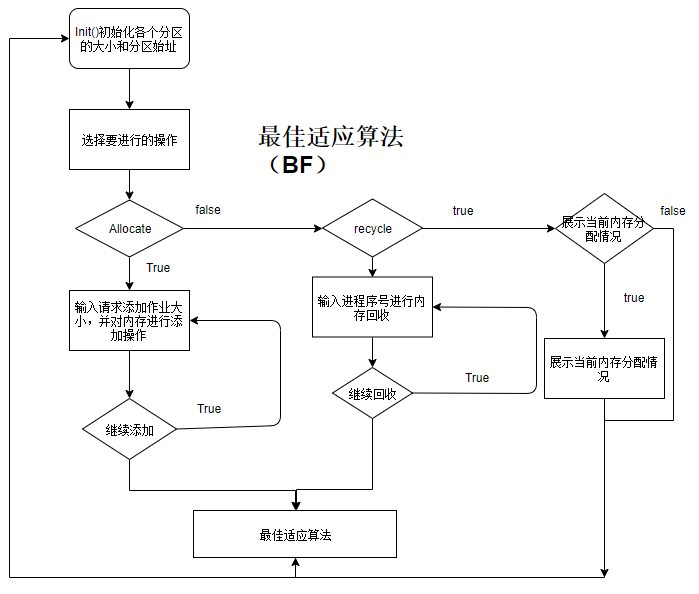 Init()初始化各个分区
的大小和分区始址
选择要进行的操作
最佳适应算法
（BF）
Allocate
false
recycle
true
展示当前内存分
配情况
false
True
输入请求添加作业大
小，并对内存进行添
加操作
输入进程序号进行内
存回收
true
展示当前内存分配情
况
继续添加
True
继续回收
True
最佳适应算法